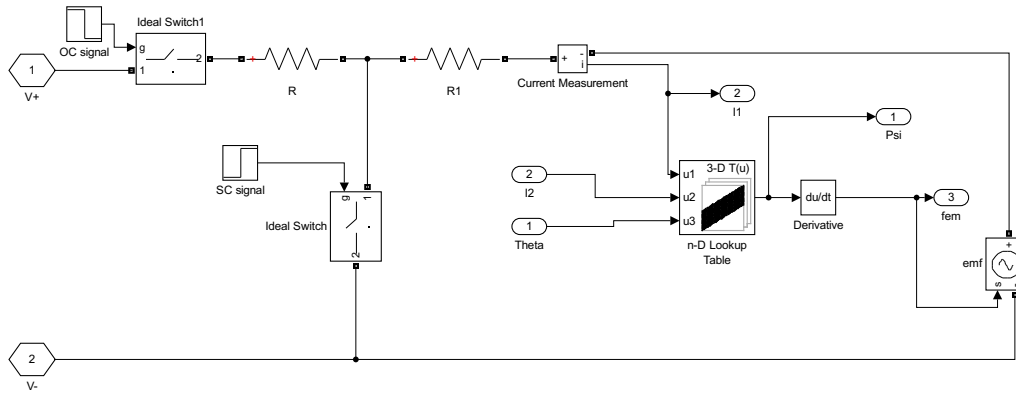 Ideal Switch1
OC signal
g
1
2
1
V+
R
R1
+
-
i
Current Measurement
2
I1
1
Psi
SC signal
g
1
2
Ideal Switch
2
I2
1
Theta
3-D T(u)
u1
u2
u3
n-D Lookup
Table
du/dt
Derivative
3
fem
emf
+
s
-
2
V-